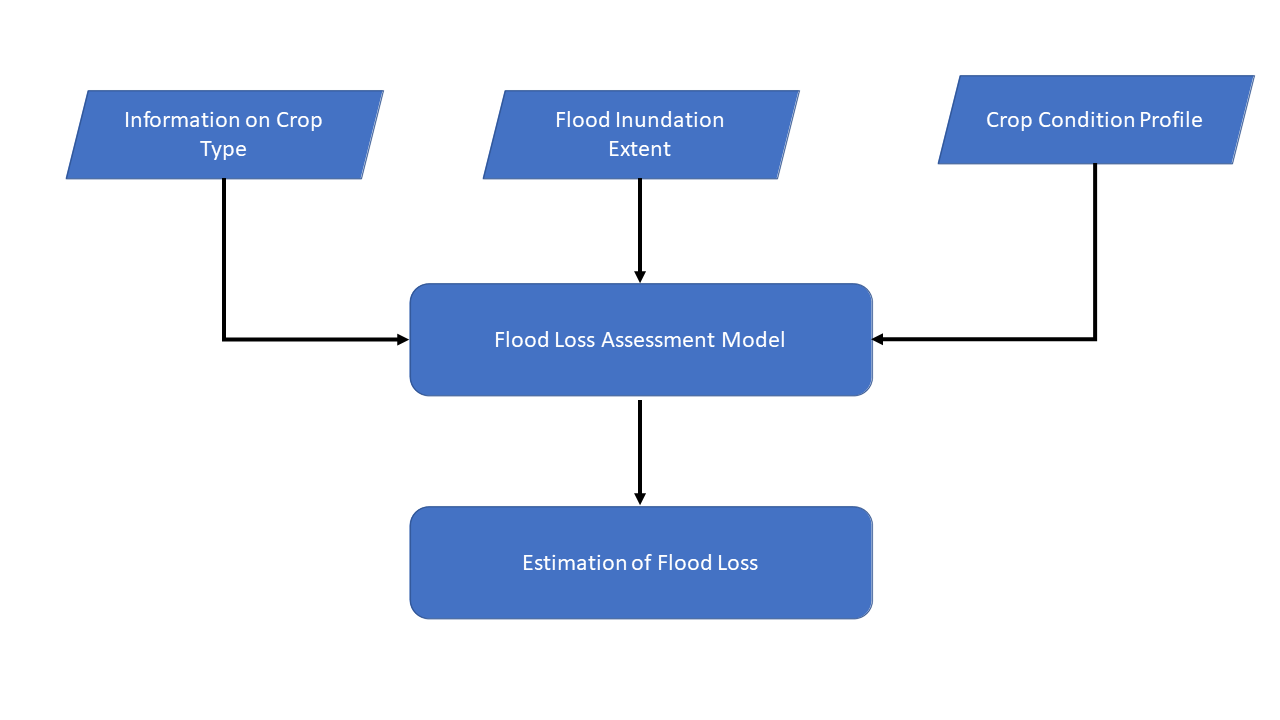 Information on Crop
Type
Flood Inundation
Extent
Crop Condition Profile
Flood Loss Assessment Model
Estimation of Flood Loss